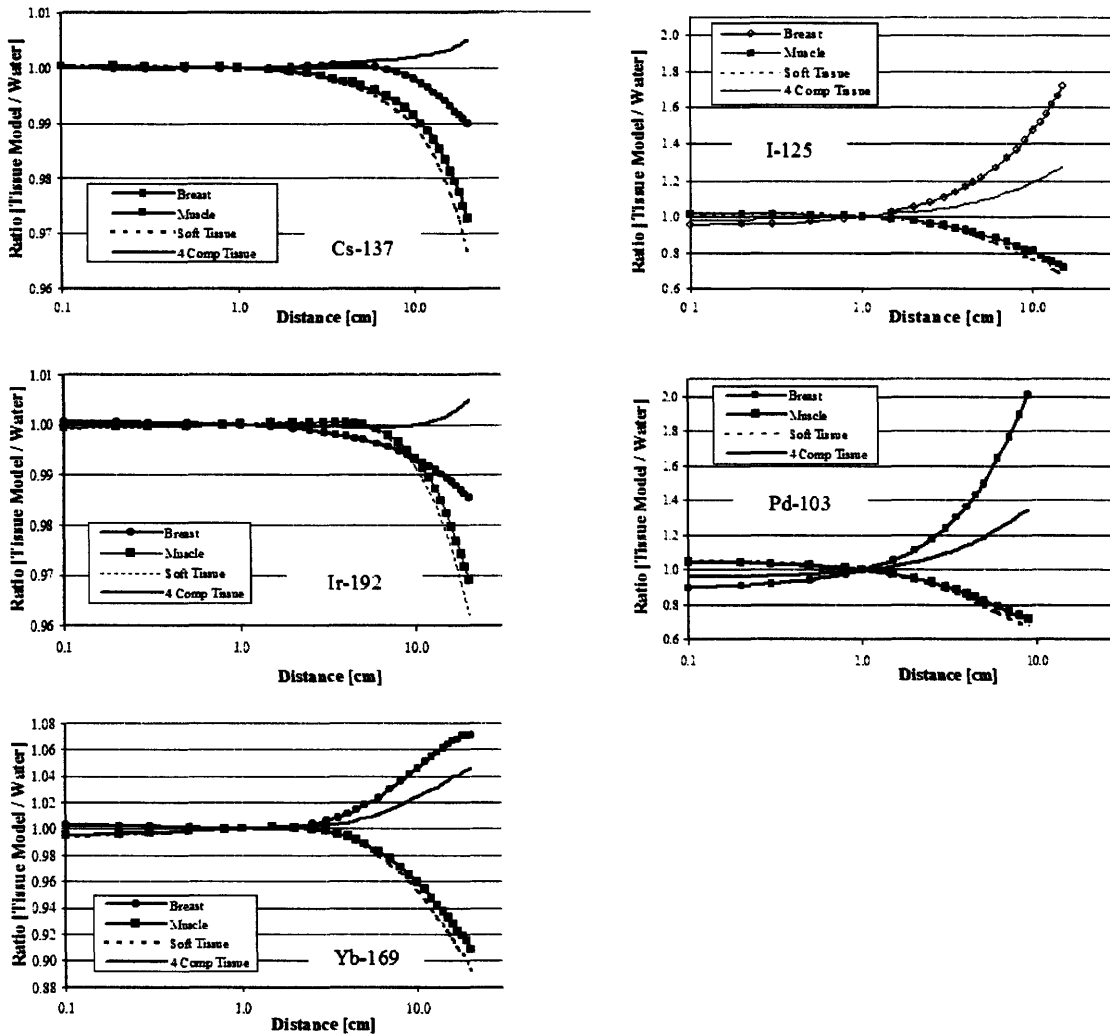 Ratio [Tissue Model / Water]
1.01
1.00
0.99
0.98
0.97
0.96
Breast
Muscle
Soft Tissue
4 Comp Tissue
Cs-137
0.1
1.0
10.0
Distance [cm]
Ratio [Tissue Model / Water]
2.0
1.8
1.6
1.4
1.2
1.0
0.8
0.6
Breast
Muscle
Soft Tissue
4 Comp Tissue
I-125
0.1
1.0
10.0
Distance [cm]
Ratio [Tissue Model / Water]
1.01
1.00
0.99
0.98
0.97
0.96
Breast
Muscle
Soft Tissue
4 Comp Tissue
Ir-192
0.1
1.0
10.0
Distance [cm]
Ratio [Tissue Model / Water]
2.0
1.8
1.6
1.4
1.2
1.0
0.8
0.6
Breast
Muscle
Soft Tissue
4 Comp Tissue
Pd-103
0.1
1.0
10.0
Distance [cm]
Ratio [Tissue Model / Water]
1.08
1.06
1.04
1.02
1.00
0.98
0.96
0.94
0.92
0.90
0.88
Breast
Muscle
Soft Tissue
4 Comp Tissue
Yb-169
0.1
1.0
10.0
Distance [cm]